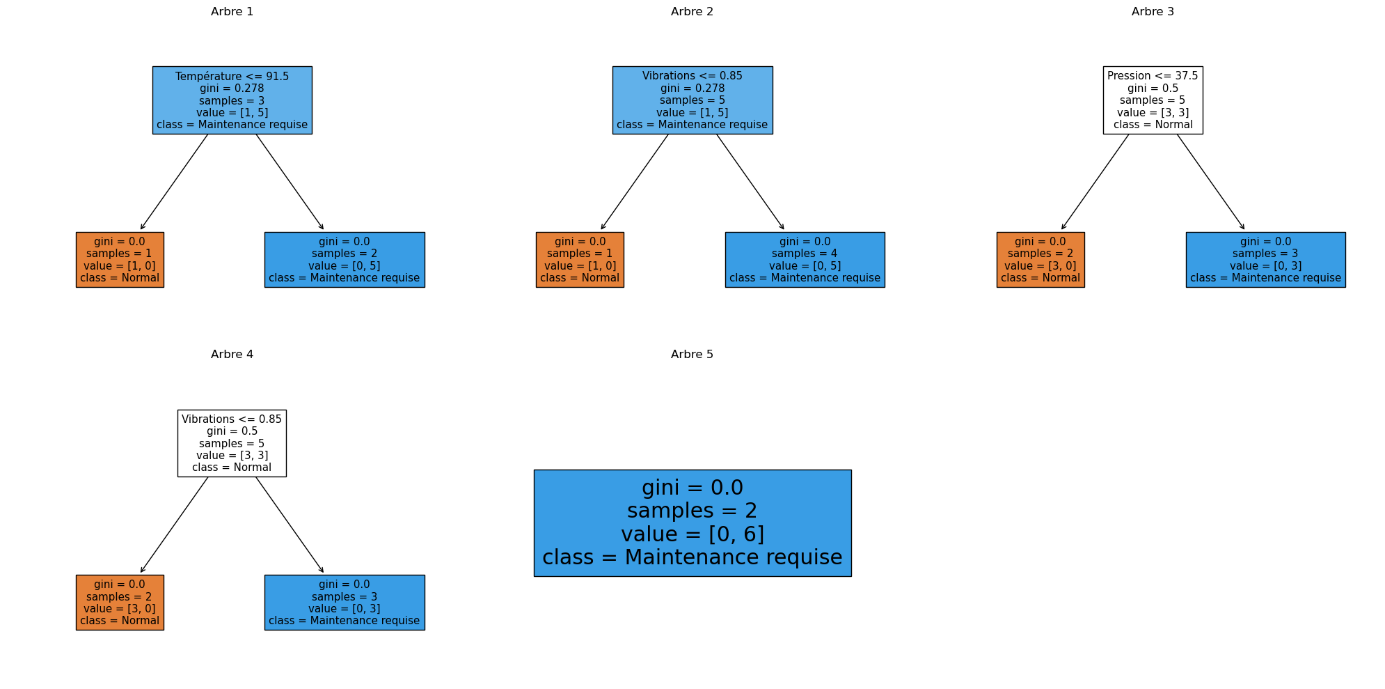 Arbre 1
Température <= 91.5
gini = 0.278
samples = 3
value = [1, 5]
class = Maintenance requise
gini = 0.0
samples = 1
value = [1, 0]
class = Normal
gini = 0.0
samples = 2
value = [0, 5]
class = Maintenance requise
Arbre 2
Vibrations <= 0.85
gini = 0.278
samples = 5
value = [1, 5]
class = Maintenance requise
gini = 0.0
samples = 1
value = [1, 0]
class = Normal
gini = 0.0
samples = 4
value = [0, 5]
class = Maintenance requise
Arbre 3
Pression <= 37.5
gini = 0.5
samples = 5
value = [3, 3]
class = Normal
gini = 0.0
samples = 2
value = [3, 0]
class = Normal
gini = 0.0
samples = 3
value = [0, 3]
class = Maintenance requise
Arbre 4
Vibrations <= 0.85
gini = 0.5
samples = 5
value = [3, 3]
class = Normal
gini = 0.0
samples = 2
value = [3, 0]
class = Normal
gini = 0.0
samples = 3
value = [0, 3]
class = Maintenance requise
Arbre 5
gini = 0.0
samples = 2
value = [0, 6]
class = Maintenance requise